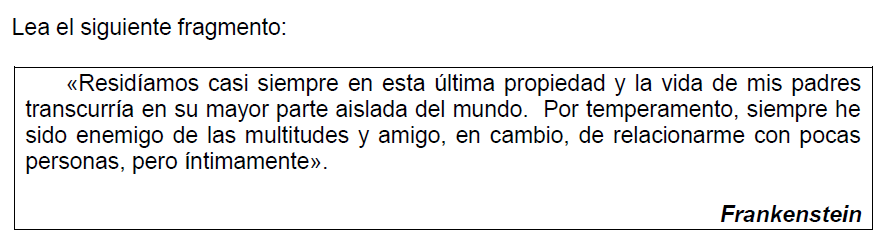 Lea el siguiente fragmento:
«Residíamos casi siempre en esta última propiedad y la vida de mis padres
transcurría en su mayor parte aislada del mundo. Por temperamento, siempre he
sido enemigo de las multitudes y amigo, en cambio, de relacionarme con pocas
personas, pero íntimamente».
Frankenstein